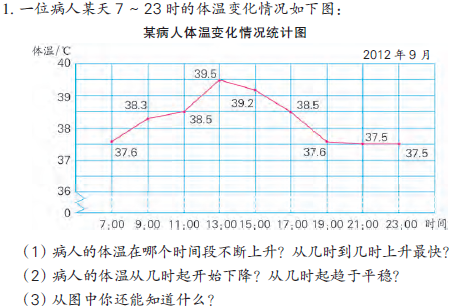 1. 一位病人某天 7 ~ 23 时的体温变化情况如下图：
某病人体温变化情况统计图
体温/℃
2012 年 9 月
40
39.5
39
38.3
39.2
38.5
38
38.5
37.5
37
37.6
37.6
37.5
36
0
7:00 9:00 11:00 13:00 15:00 17:00 19:00 21:00 23:00 时间
（1）病人的体温在哪个时间段不断上升？从几时到几时上升最快？
（2）病人的体温从几时起开始下降？从几时起趋于平稳？
（3）从图中你还能知道什么？